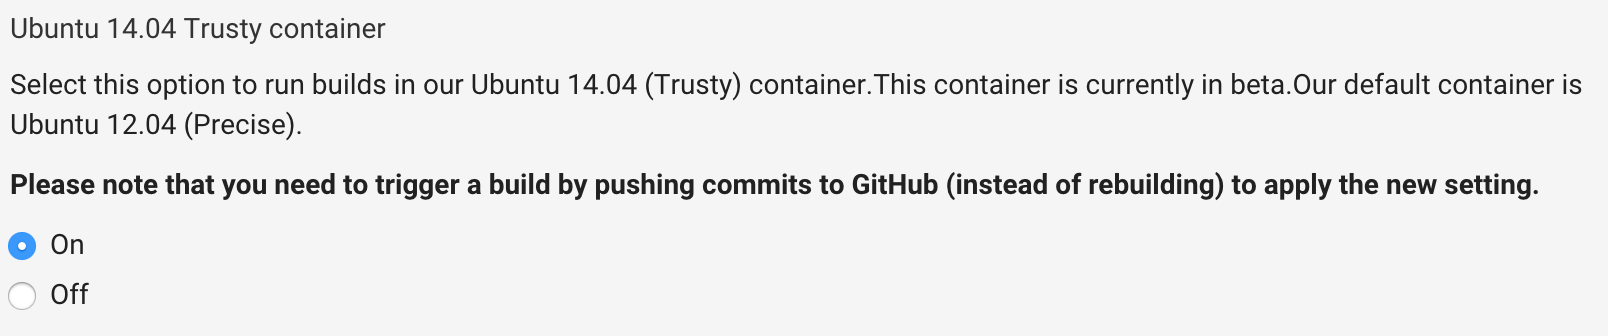 Ubuntu 14.04 Trusty container
Select this option to run builds in our Ubuntu 14.04 (Trusty) container.This container is currently in beta.Our default container is
Ubuntu 12.04 (Precise).
Please note that you need to trigger a build by pushing commits to GitHub (instead of rebuilding) to apply the new setting.
On
Off